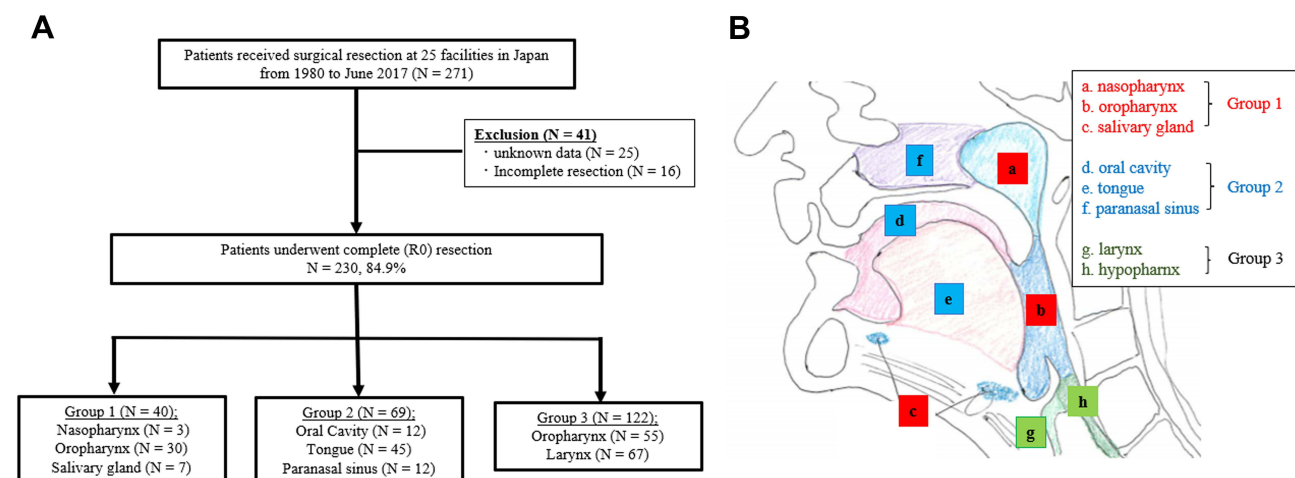 A
Patients received surgical resection at 25 facilities in Japan
from 1980 to June 2017 (N = 271)
Exclusion (N = 41)
・unknown data (N = 25)
・Incomplete resection (N = 16)
Patients underwent complete (R0) resection
N = 230, 84.9%
Group 1 (N = 40);
Nasopharynx (N = 3)
Oropharynx (N = 30)
Salivary gland (N = 7)
Group 2 (N = 69);
Oral Cavity (N = 12)
Tongue (N = 45)
Paranasal sinus (N = 12)
Group 3 (N = 122);
Oropharynx (N = 55)
Larynx (N = 67)
B
a. nasopharynx
b. oropharynx
c. salivary gland
Group 1
d. oral cavity
e. tongue
f. paranasal sinus
Group 2
g. larynx
h. hypopharnx
Group 3
f
a
d
e
b
c
h
g